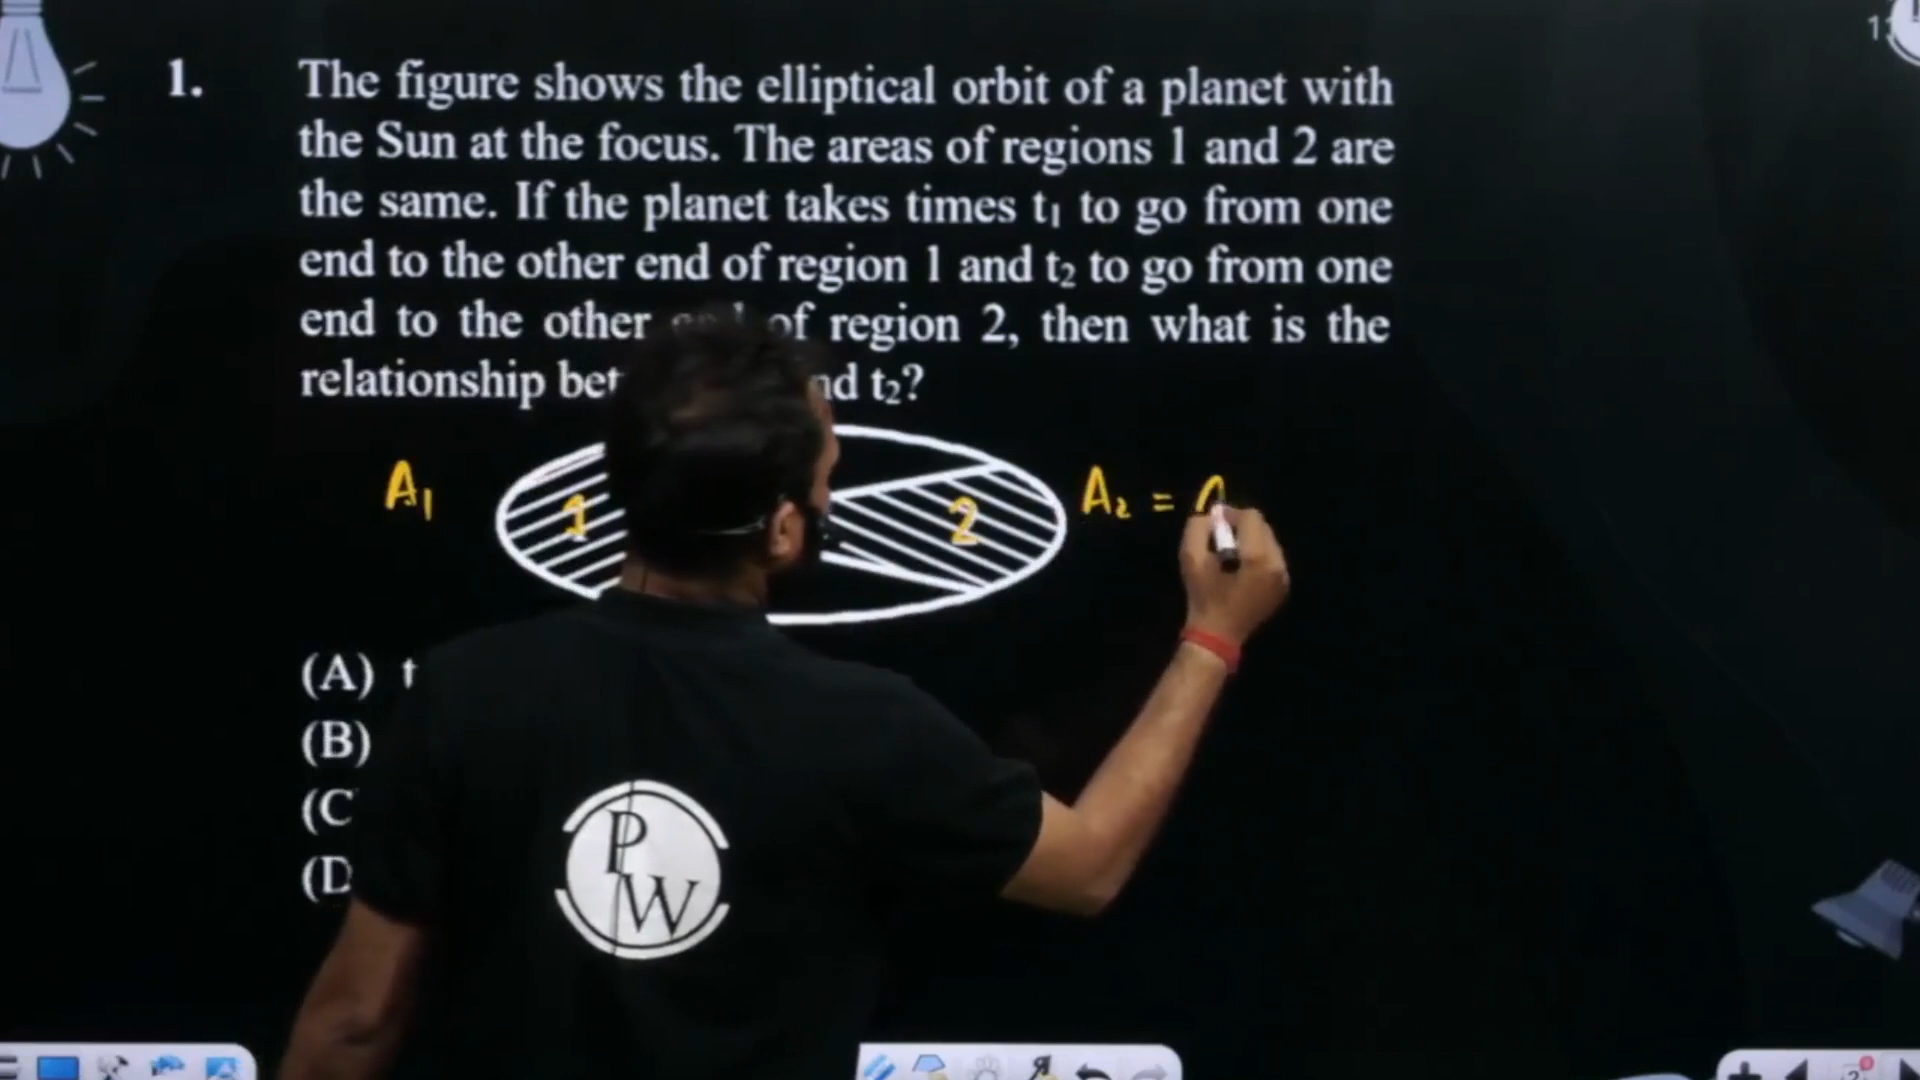 1.
The figure shows the elliptical orbit of a planet with
the Sun at the focus. The areas of regions 1 and 2 are
the same. If the planet takes times t₁ to go from one
end to the other end of region 1 and t₂ to go from one
end to the other of region 2, then what is the
relationship t₂?
A₁ 1 2 A₂ =
(A) t
(B)
(C
(D
P
W